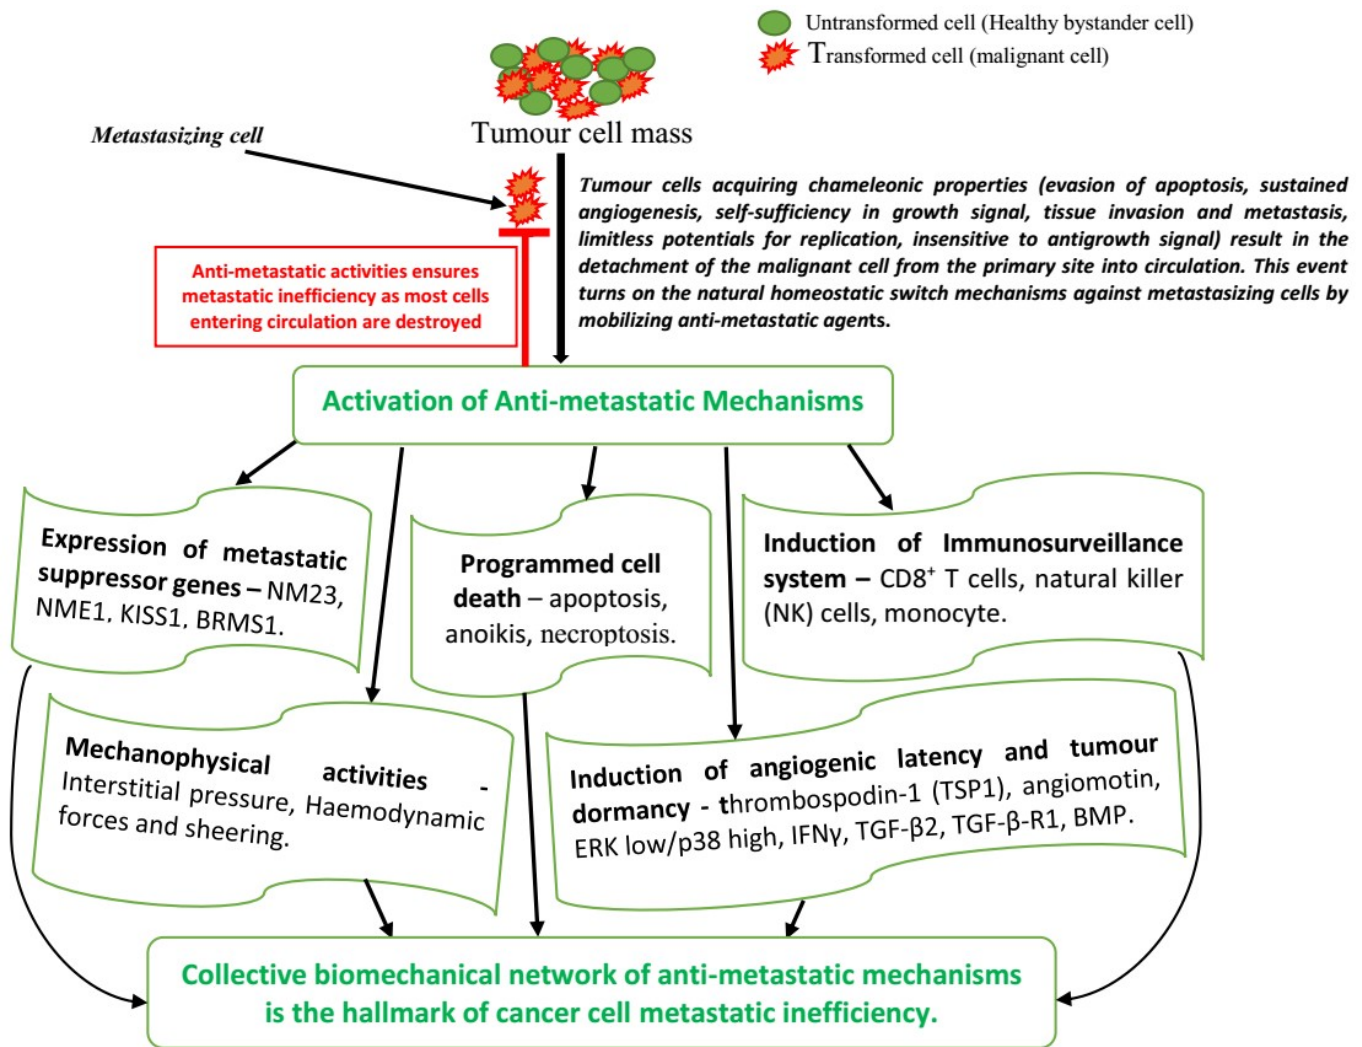 Untransformed cell (Healthy bystander cell)
Transformed cell (malignant cell)
Tumour cell mass
Metastasizing cell
Tumour cells acquiring chameleonic properties (evasion of apoptosis, sustained
angiogenesis, self-sufficiency in growth signal, tissue invasion and metastasis,
limitless potentials for replication, insensitive to antigrowth signal) result in the
detachment of the malignant cell from the primary site into circulation. This event
turns on the natural homeostatic switch mechanisms against metastasizing cells by
mobilizing anti-metastatic agents.
Anti-metastatic activities ensures
metastatic inefficiency as most cells
entering circulation are destroyed
Activation of Anti-metastatic Mechanisms
Expression of metastatic
suppressor genes – NM23,
NME1, KISS1, BRMS1.
Programmed cell
death – apoptosis,
anoikis, necroptosis.
Induction of Immunosurveillance
system – CD8⁺ T cells, natural killer
(NK) cells, monocyte.
Mechanophysical activities -
Interstitial pressure, Haemodynamic
forces and sheering.
Induction of angiogenic latency and tumour
dormancy - thrombospodin-1 (TSP1), angiomotin,
ERK low/p38 high, IFNγ, TGF-β2, TGF-β-R1, BMP.
Collective biomechanical network of anti-metastatic mechanisms
is the hallmark of cancer cell metastatic inefficiency.